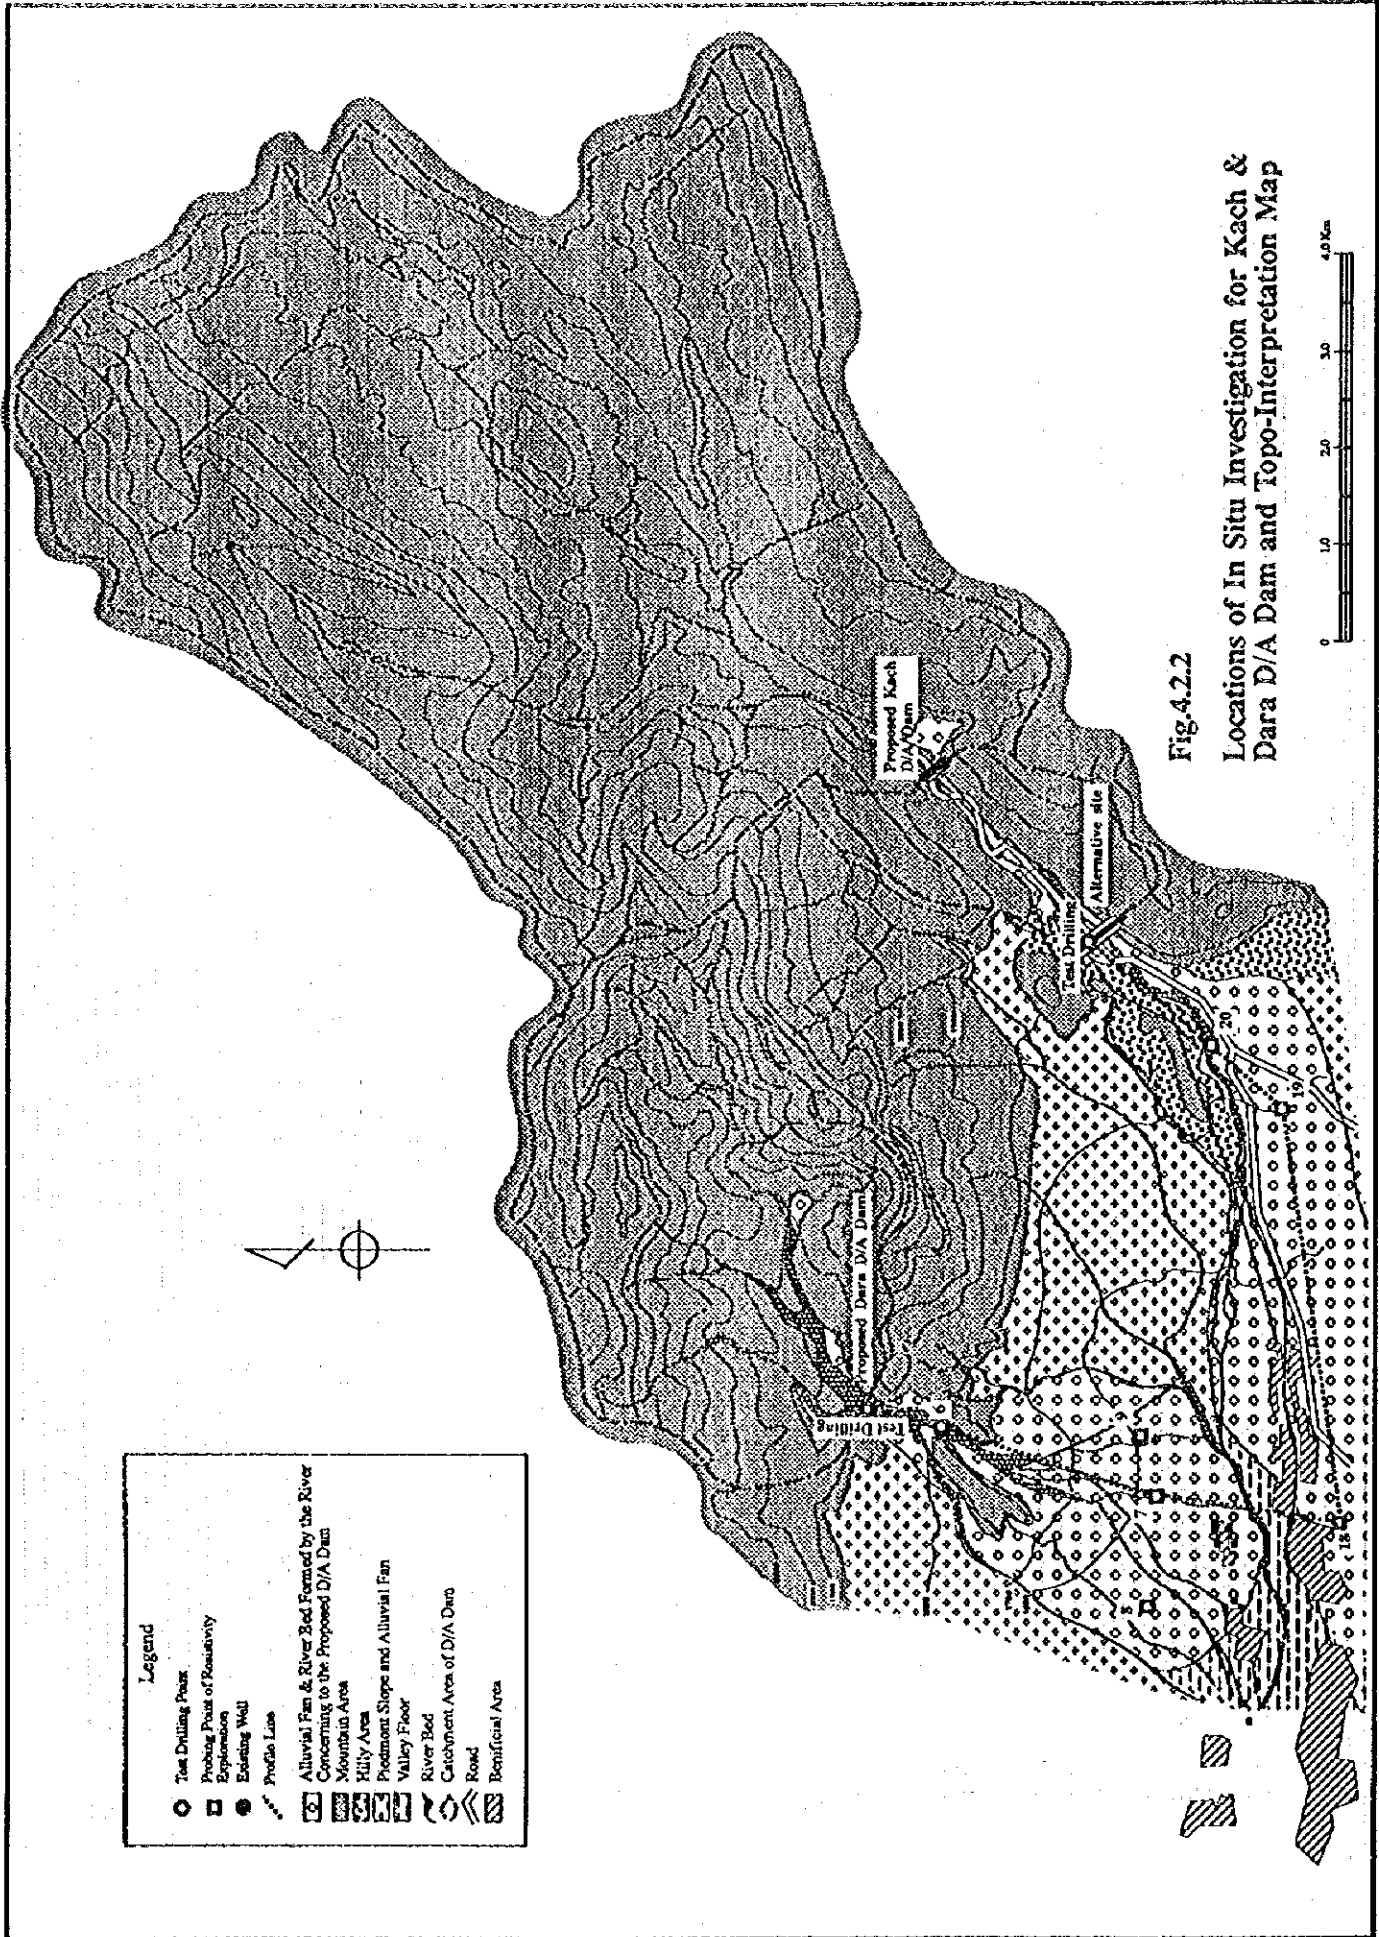 Legend
Test Drilling Point
Probing Point of Resistivity
Exploration
Existing Well
Profile Line
Alluvial Fan & River Bed Formed by the River
Concerning to the Proposed D/A Dam
Mountain Area
Hilly Area
Piedmont Slope and Alluvial Fan
Valley Floor
River Bed
Catchment Area of D/A Dam
Road
Benificial Area
Test Drilling
Proposed Dara D/A Dam
Proposed Kach
D/A Dam
Test Drilling
Alternative site
8
7
9
18
19
20
Fig.4.2.2
Locations of In Situ Investigation for Kach &
Dara D/A Dam and Topo-Interpretation Map
0 1.0 2.0 3.0 4.0 Km